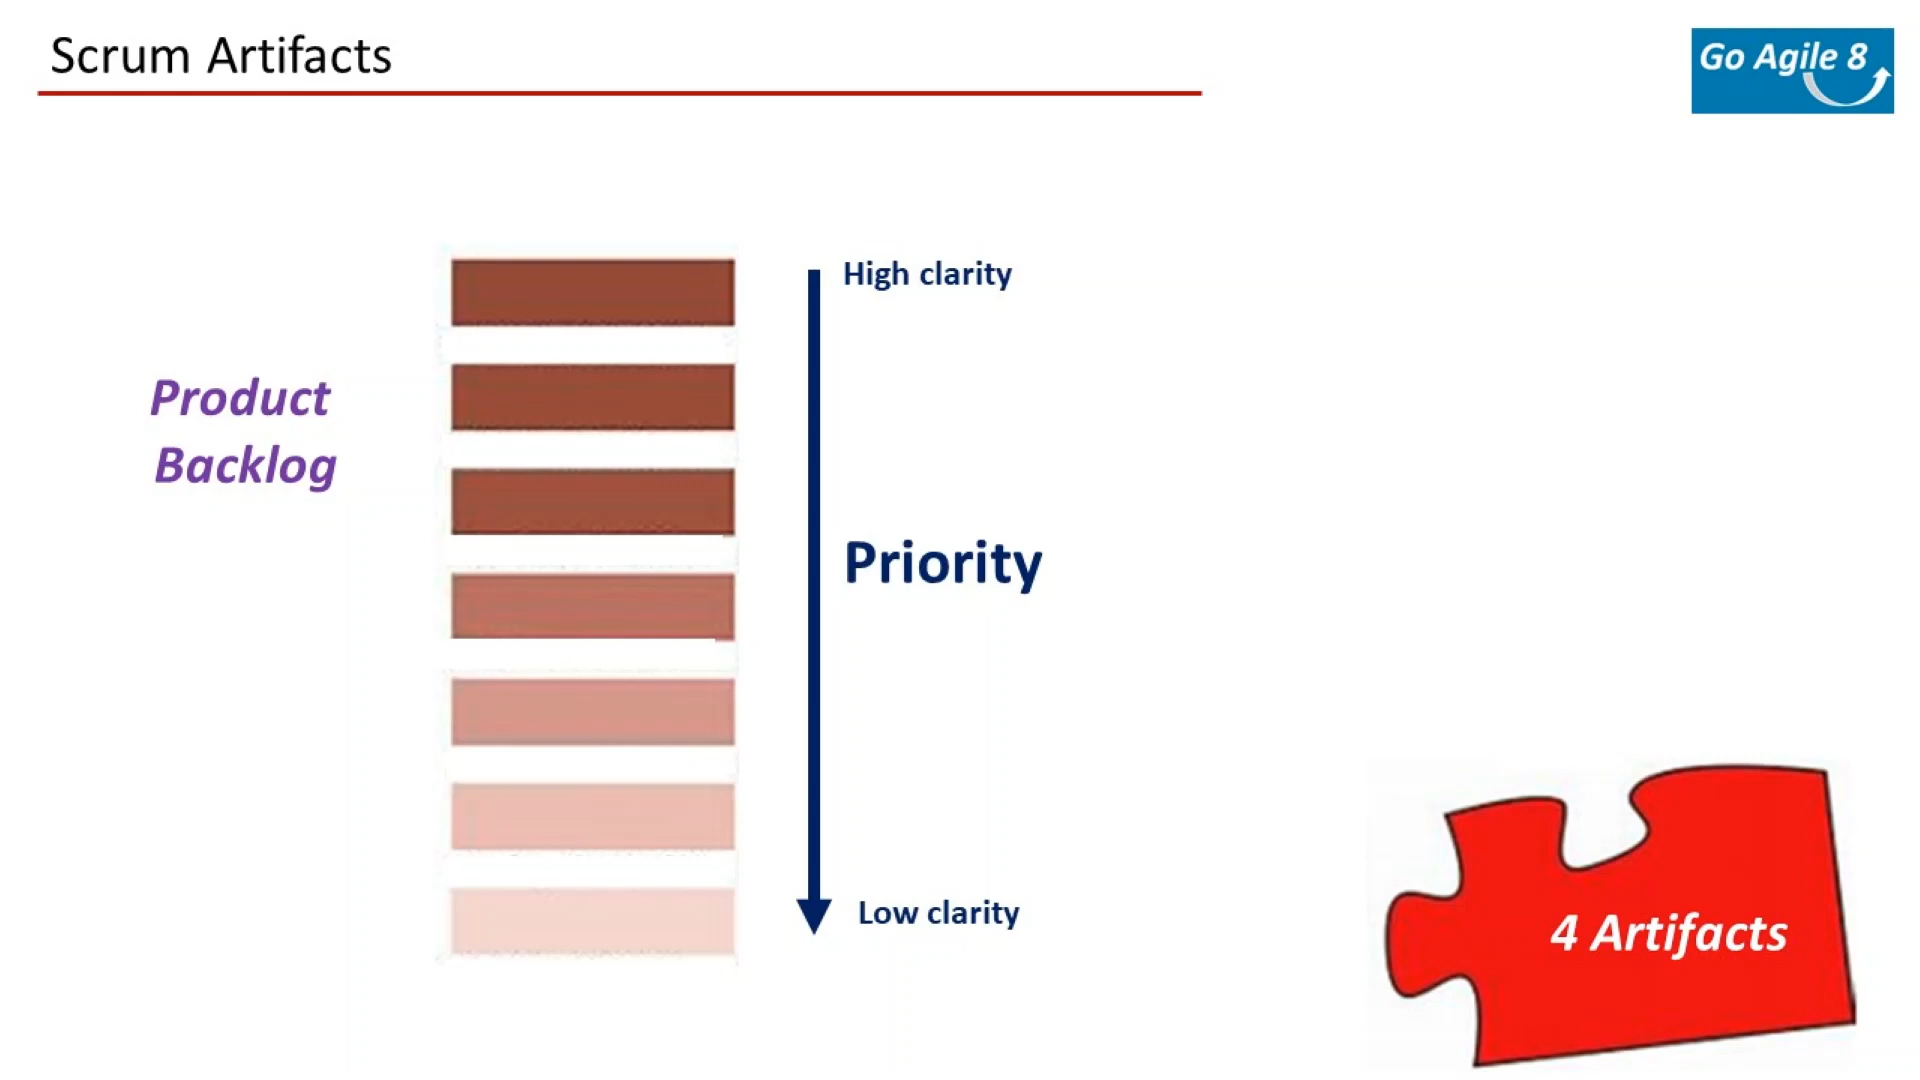 Scrum Artifacts
Go Agile 8
High clarity
Product
Backlog
Priority
Low clarity
4 Artifacts